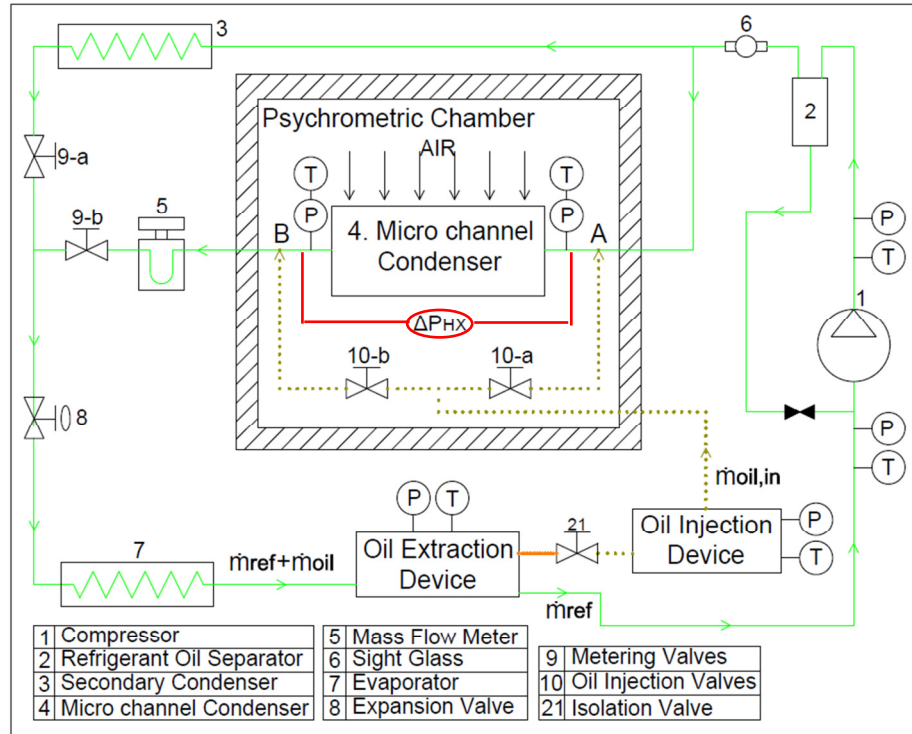 3
6
2
Psychrometric Chamber
AIR
9-a
T
T
P
P
9-b
5
B
A
4. Micro channel
Condenser
P
T
1
ΔPHX
10-b
10-a
8
P
T
ṁoil,in
P
T
21
7
ṁref+ṁoil
Oil Extraction
Device
Oil Injection
Device
P
T
ṁref
1 Compressor
2 Refrigerant Oil Separator
3 Secondary Condenser
4 Micro channel Condenser
5 Mass Flow Meter
6 Sight Glass
7 Evaporator
8 Expansion Valve
9 Metering Valves
10 Oil Injection Valves
21 Isolation Valve